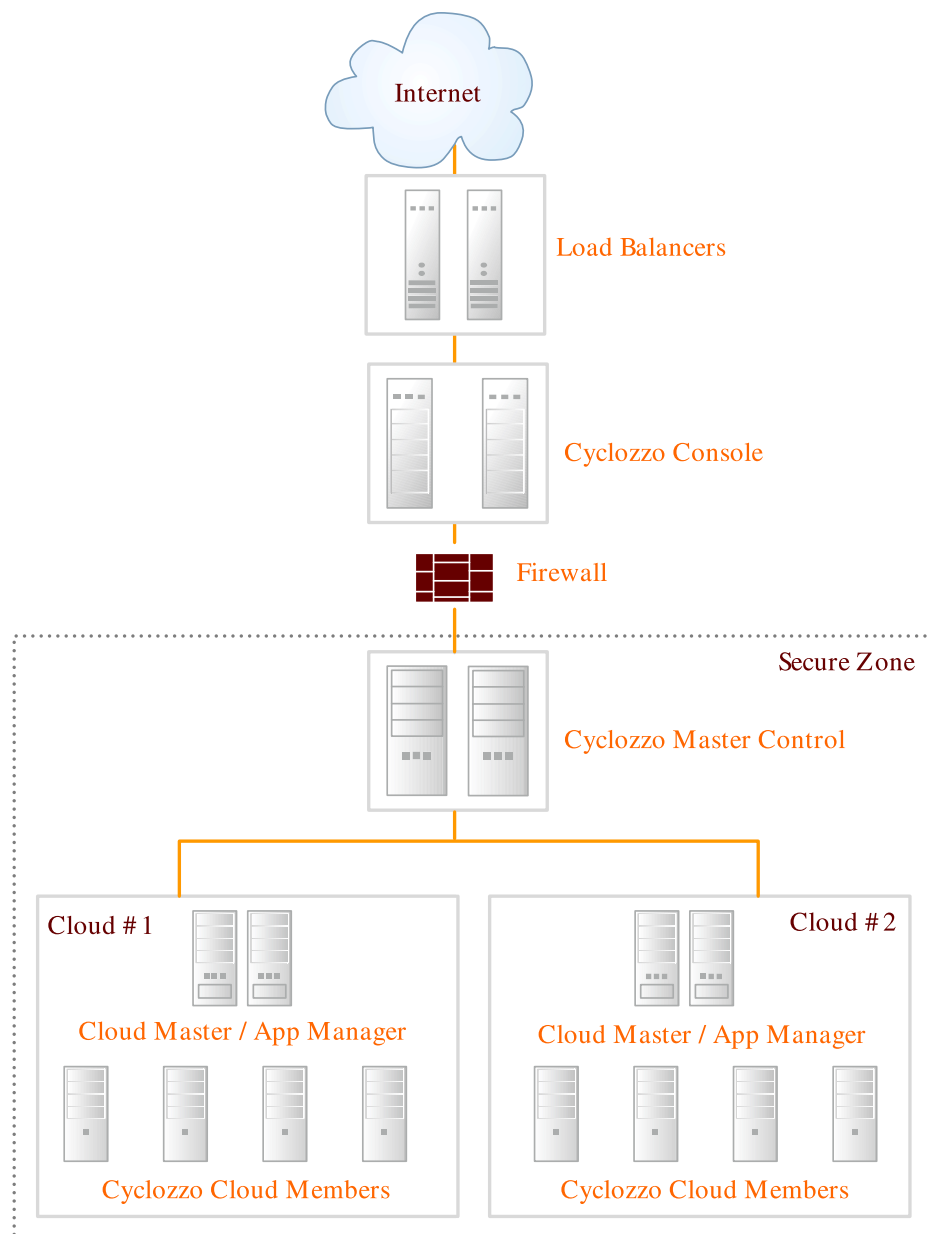 Internet
Load Balancers
Cyclozzo Console
Firewall
Secure Zone
Cyclozzo Master Control
Cloud #1
Cloud #2
Cloud Master / App Manager
Cloud Master / App Manager
Cyclozzo Cloud Members
Cyclozzo Cloud Members